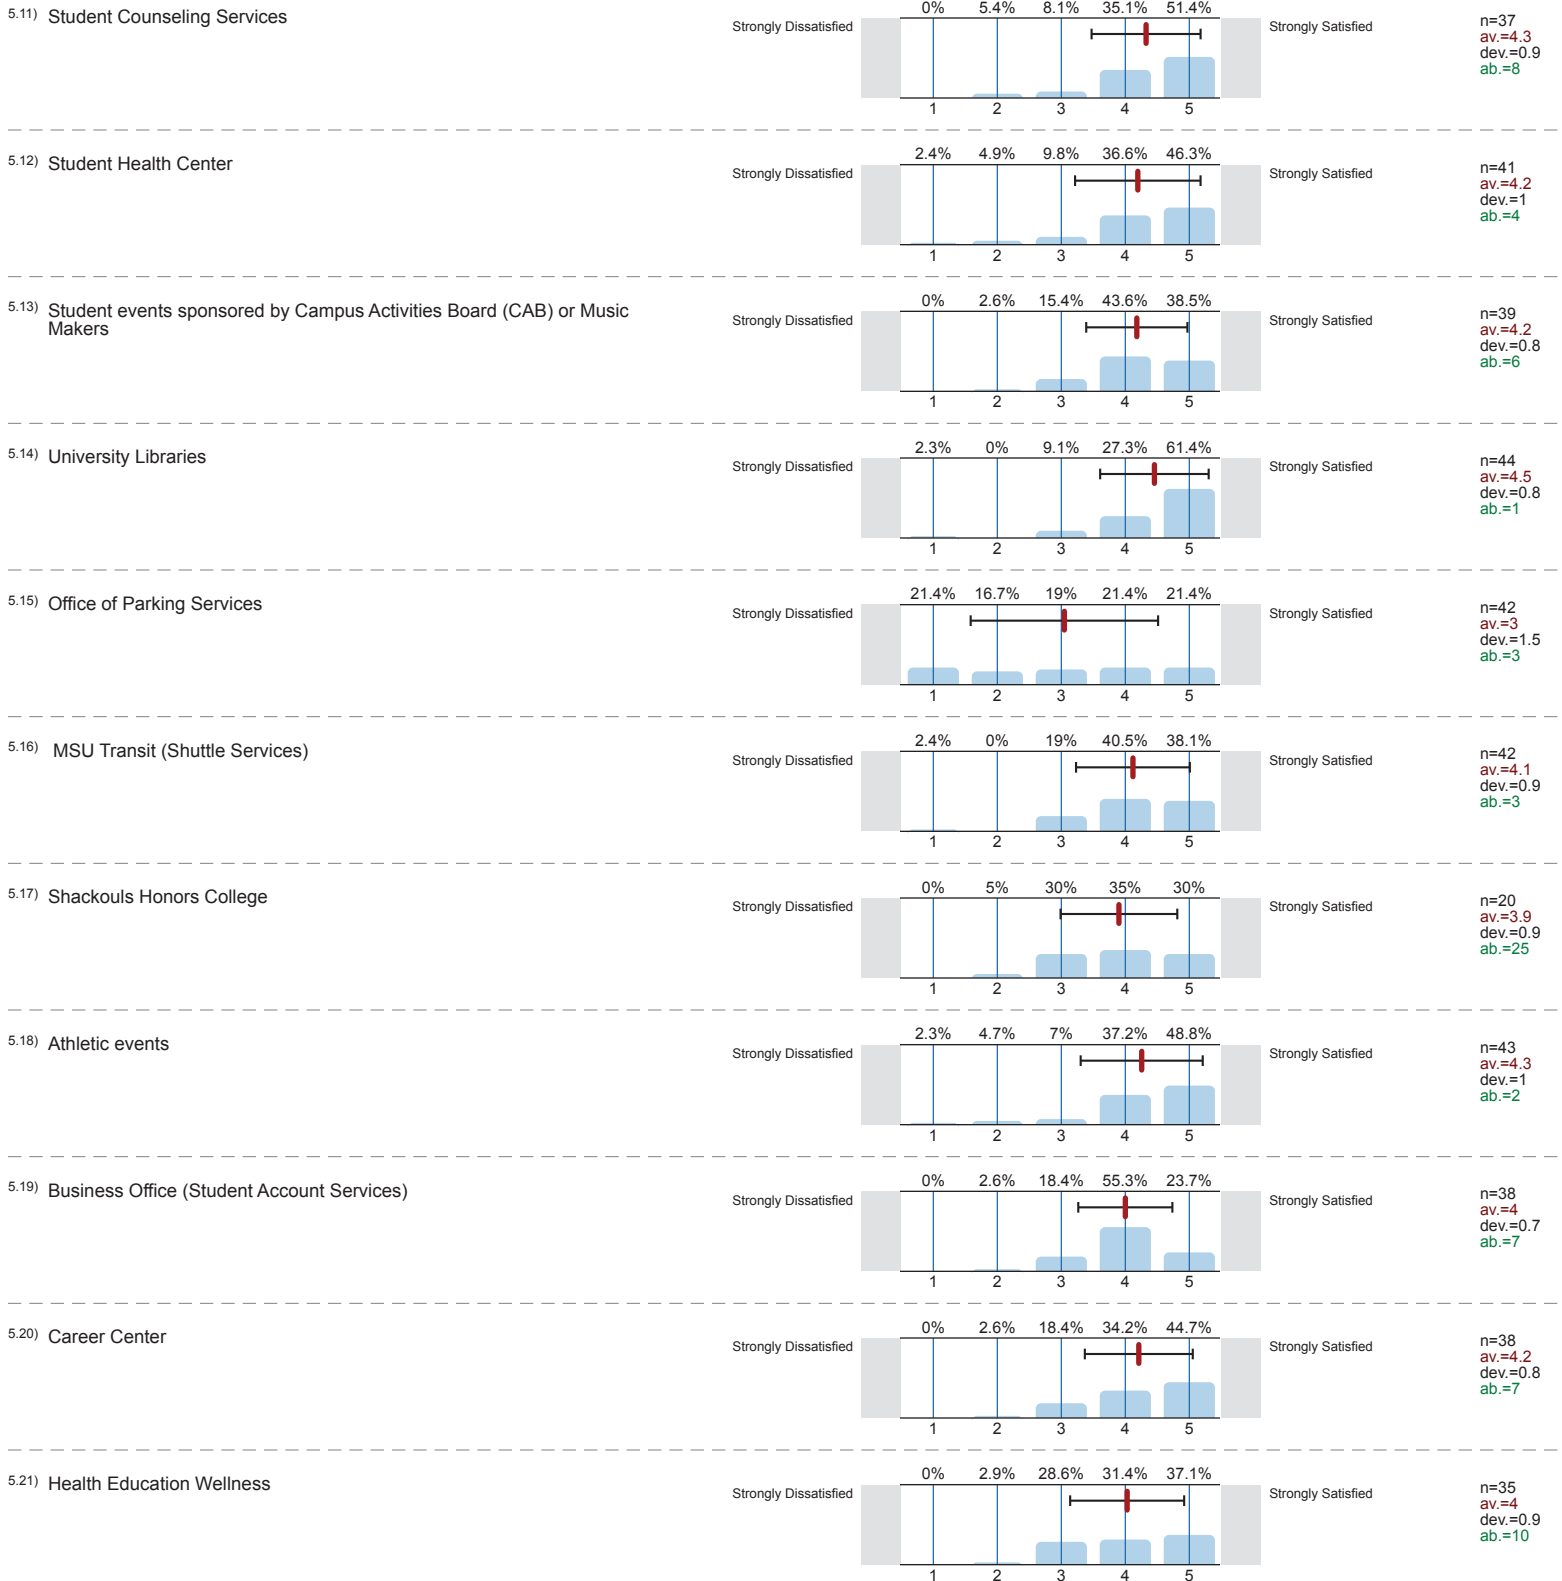 5.11) Student Counseling Services
0% 5.4% 8.1% 35.1% 51.4%
Strongly Dissatisfied Strongly Satisfied
n=37
av.=4.3
dev.=0.9
ab.=8
1 2 3 4 5
5.12) Student Health Center
2.4% 4.9% 9.8% 36.6% 46.3%
Strongly Dissatisfied Strongly Satisfied
n=41
av.=4.2
dev.=1
ab.=4
1 2 3 4 5
5.13) Student events sponsored by Campus Activities Board (CAB) or Music
Makers
0% 2.6% 15.4% 43.6% 38.5%
Strongly Dissatisfied Strongly Satisfied
n=39
av.=4.2
dev.=0.8
ab.=6
1 2 3 4 5
5.14) University Libraries
2.3% 0% 9.1% 27.3% 61.4%
Strongly Dissatisfied Strongly Satisfied
n=44
av.=4.5
dev.=0.8
ab.=1
1 2 3 4 5
5.15) Office of Parking Services
21.4% 16.7% 19% 21.4% 21.4%
Strongly Dissatisfied Strongly Satisfied
n=42
av.=3
dev.=1.5
ab.=3
1 2 3 4 5
5.16) MSU Transit (Shuttle Services)
2.4% 0% 19% 40.5% 38.1%
Strongly Dissatisfied Strongly Satisfied
n=42
av.=4.1
dev.=0.9
ab.=3
1 2 3 4 5
5.17) Shackouls Honors College
0% 5% 30% 35% 30%
Strongly Dissatisfied Strongly Satisfied
n=20
av.=3.9
dev.=0.9
ab.=25
1 2 3 4 5
5.18) Athletic events
2.3% 4.7% 7% 37.2% 48.8%
Strongly Dissatisfied Strongly Satisfied
n=43
av.=4.3
dev.=1
ab.=2
1 2 3 4 5
5.19) Business Office (Student Account Services)
0% 2.6% 18.4% 55.3% 23.7%
Strongly Dissatisfied Strongly Satisfied
n=38
av.=4
dev.=0.7
ab.=7
1 2 3 4 5
5.20) Career Center
0% 2.6% 18.4% 34.2% 44.7%
Strongly Dissatisfied Strongly Satisfied
n=38
av.=4.2
dev.=0.8
ab.=7
1 2 3 4 5
5.21) Health Education Wellness
0% 2.9% 28.6% 31.4% 37.1%
Strongly Dissatisfied Strongly Satisfied
n=35
av.=4
dev.=0.9
ab.=10
1 2 3 4 5